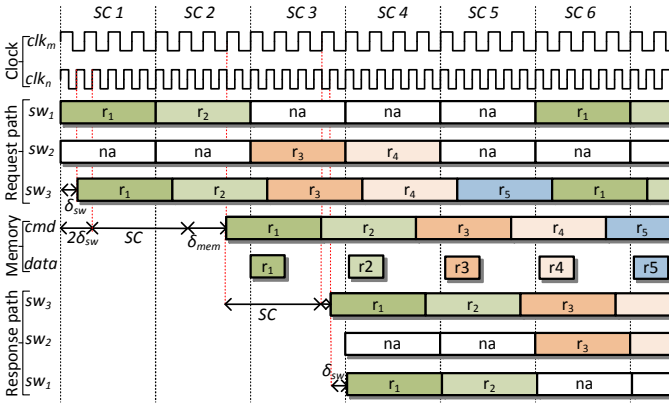 SC 1 SC 2 SC 3 SC 4 SC 5 SC 6
Clock
clkm
clkn
Request path
sw1 r1 r2 na na na r1
sw2 na na r3 r4 na na
sw3 r1 r2 r3 r4 r5 r1
δsw
2δsw SC δmem
Memory
cmd r1 r2 r3 r4 r5
data r1 r2 r3 r4 r5
Response path
sw3 r1 r2 r3
SC
sw2 na na r3
δsw
sw1 r1 r2 na